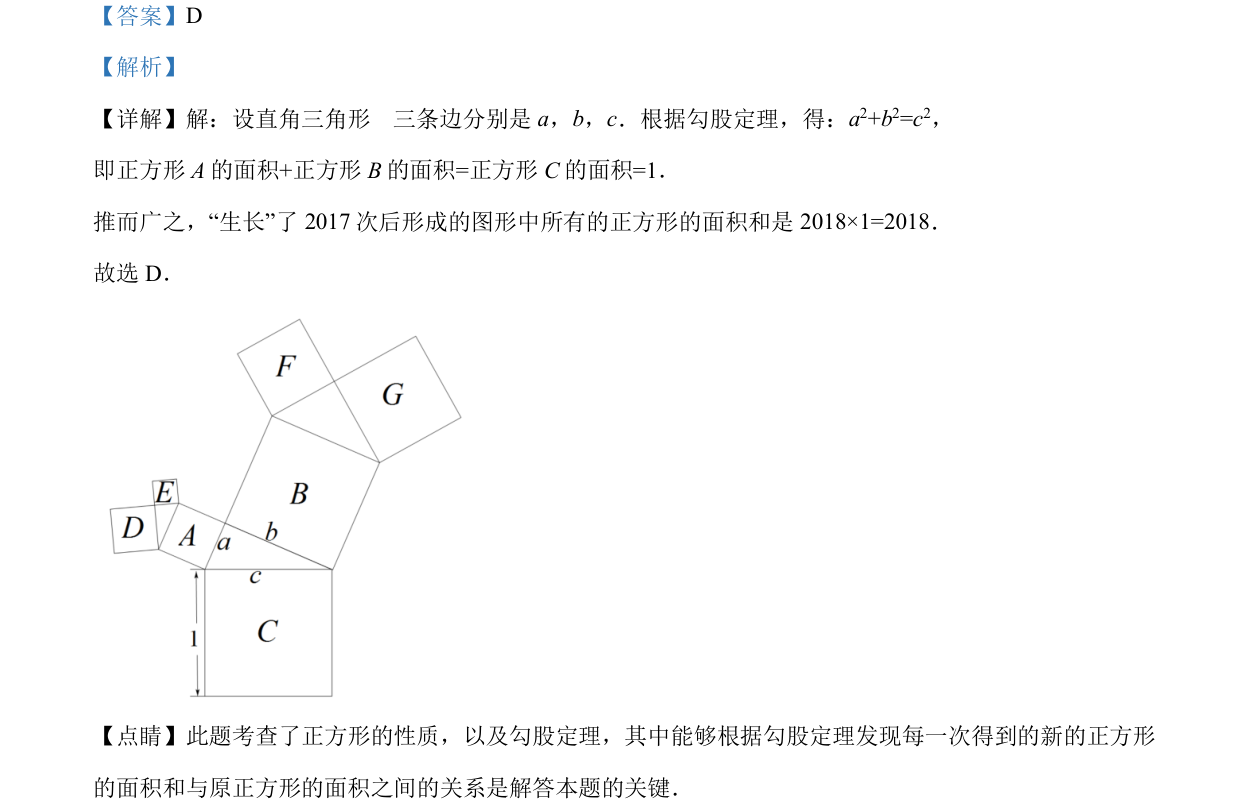 【答案】D
【解析】
【详解】解：设直角三角形　三条边分别是 a，b，c．根据勾股定理，得：a²+b²=c²，
即正方形 A 的面积+正方形 B 的面积=正方形 C 的面积=1．
推而广之，“生长”了 2017 次后形成的图形中所有的正方形的面积和是 2018×1=2018．
故选 D．
F
G
E
B
D
A
a
b
c
C
1
【点睛】此题考查了正方形的性质，以及勾股定理，其中能够根据勾股定理发现每一次得到的新的正方形
的面积和与原正方形的面积之间的关系是解答本题的关键．